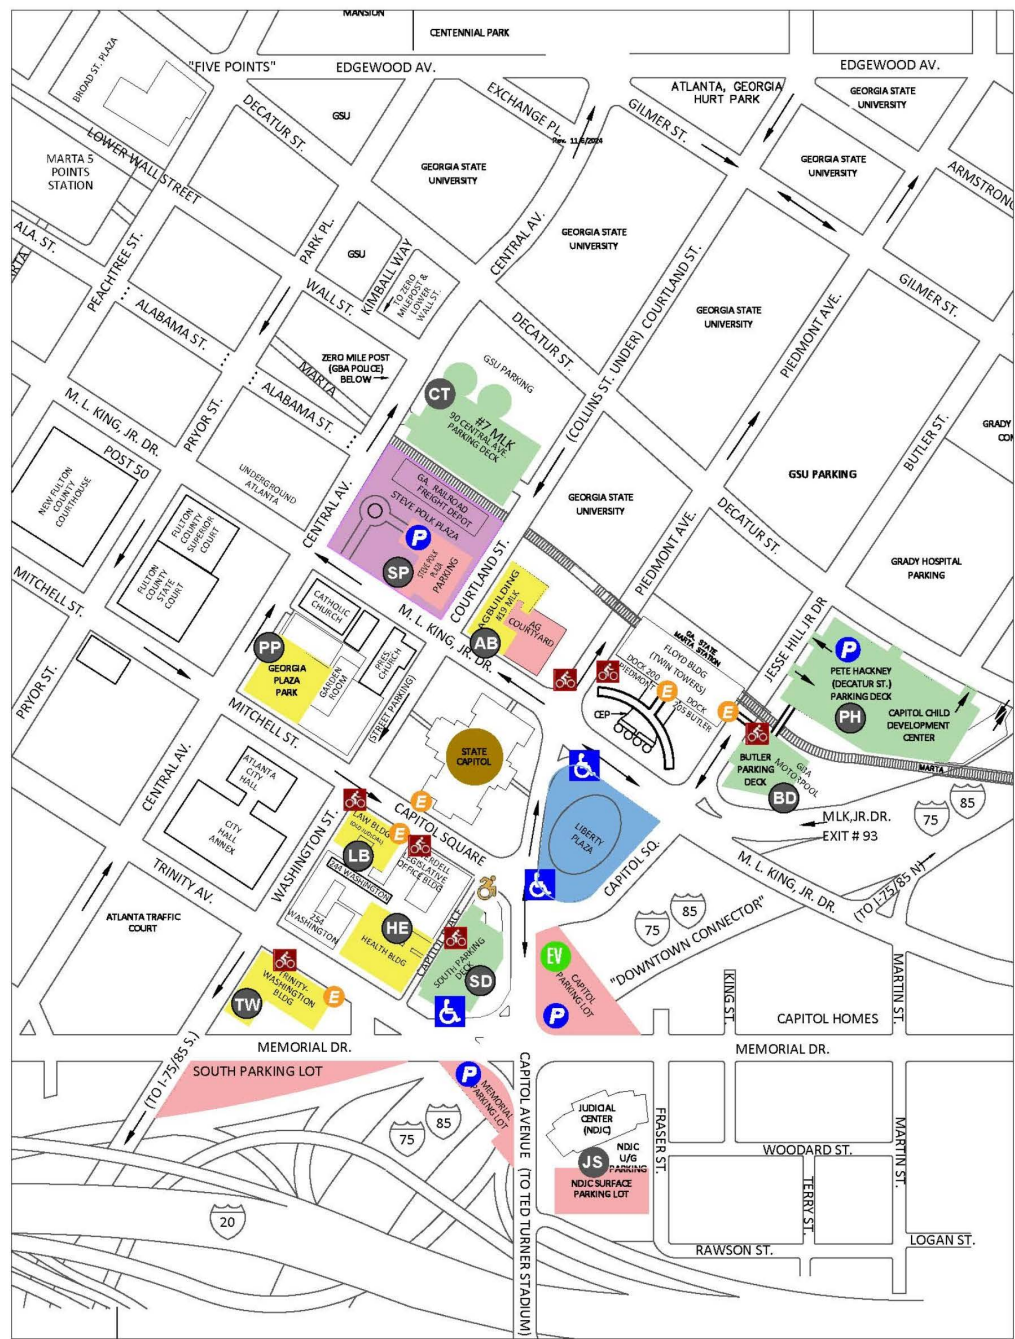 MANSION
CENTENNIAL PARK
BROAD ST. PLAZA
"FIVE POINTS"
EDGEWOOD AV.
EDGEWOOD AV.
ATLANTA, GEORGIA
HURT PARK
GEORGIA STATE
UNIVERSITY
DECATUR ST.
GSU
EXCHANGE PL.
Rev. 11/6/2024
GILMER ST.
LOWER WALL STREET
MARTA 5
POINTS
STATION
GEORGIA STATE
UNIVERSITY
GEORGIA STATE
UNIVERSITY
ARMSTRONG
ALA. ST.
MARTA
PEACHTREE ST.
PARK PL.
GSU
KIMBALL WAY
CENTRAL AV.
GEORGIA STATE
UNIVERSITY
WALL ST.
TO ZERO
MILEPOST &
LOWER
WALL ST.
GILMER ST.
ALABAMA ST.
DECATUR ST.
(COLLINS ST. UNDER) COURTLAND ST.
GEORGIA STATE
UNIVERSITY
PIEDMONT AVE.
ZERO MILE POST
(GBA POLICE)
BELOW
MARTA
GSU PARKING
M. L. KING, JR. DR.
PRYOR ST.
ALABAMA ST.
CT
#7 MLK
90 CENTRAL AVE.
PARKING DECK
BUTLER ST.
GRADY
POST 50
GSU PARKING
NEW FULTON
COUNTY
COURTHOUSE
UNDERGROUND
ATLANTA
GA. RAILROAD
FREIGHT DEPOT
STEVE POLK PLAZA
GEORGIA STATE
UNIVERSITY
CENTRAL AV.
FULTON
COUNTY
SUPERIOR
COURT
P
STEVE POLK
PLAZA
PARKING
SP
PIEDMONT AVE.
DECATUR ST.
GRADY HOSPITAL
PARKING
MITCHELL ST.
FULTON
COUNTY
STATE
COURT
COURTLAND ST.
AGBUILDING
#19 MLK
AG
COURTYARD
AB
CATHOLIC
CHURCH
M. L. KING, JR. DR.
PP
GEORGIA
PLAZA
PARK
GARDEN
ROOM
PRES.
CHURCH
(STREET PARKING)
GA. STATE
MARTA STATION
FLOYD BLDG
(TWIN TOWERS)
DOCK 200
PIEDMONT
E
DOCK
205 BUTLER
CEP
JESSE HILL JR DR
P
PETE HACKNEY
(DECATUR ST.)
PARKING DECK
PH
CAPITOL CHILD
DEVELOPMENT
CENTER
E
PRYOR ST.
MITCHELL ST.
STATE
CAPITOL
BUTLER
PARKING
DECK
GBA
MOTORPOOL
MARTA
BD
CENTRAL AV.
ATLANTA
CITY
HALL
CITY
HALL
ANNEX
WASHINGTON ST.
E
CAPITOL SQUARE
LAW BLDG
(OLD JUDICIAL)
E
LB
LEGISLATIVE
OFFICE BLDG
244 WASHINGTON
254
WASHINGTON
LIBERTY
PLAZA
CAPITOL SQ.
75
85
M.L.K,JR.DR.
EXIT # 93
M. L. KING, JR. DR.
(TO I-75/85 N)
TRINITY AV.
ATLANTA TRAFFIC
COURT
HE
HEALTH BLDG
SOUTH PARKING
DECK
SD
75
85
"DOWNTOWN CONNECTOR"
EV
CAPITOL
PARKING LOT
P
TRINITY-
WASHINGTON
BLDG
TW
E
KING ST.
MARTIN ST.
CAPITOL HOMES
(TO I-75/85 S.)
MEMORIAL DR.
MEMORIAL DR.
SOUTH PARKING LOT
P
MEMORIAL
PARKING LOT
CAPITOL AVENUE (TO TED TURNER STADIUM)
75
85
JUDICIAL
CENTER
(NDJC)
NDJC
U/G
PARKING
JS
NDJC SURFACE
PARKING LOT
FRASER ST.
WOODARD ST.
MARTIN ST.
TERRY ST.
20
RAWSON ST.
LOGAN ST.